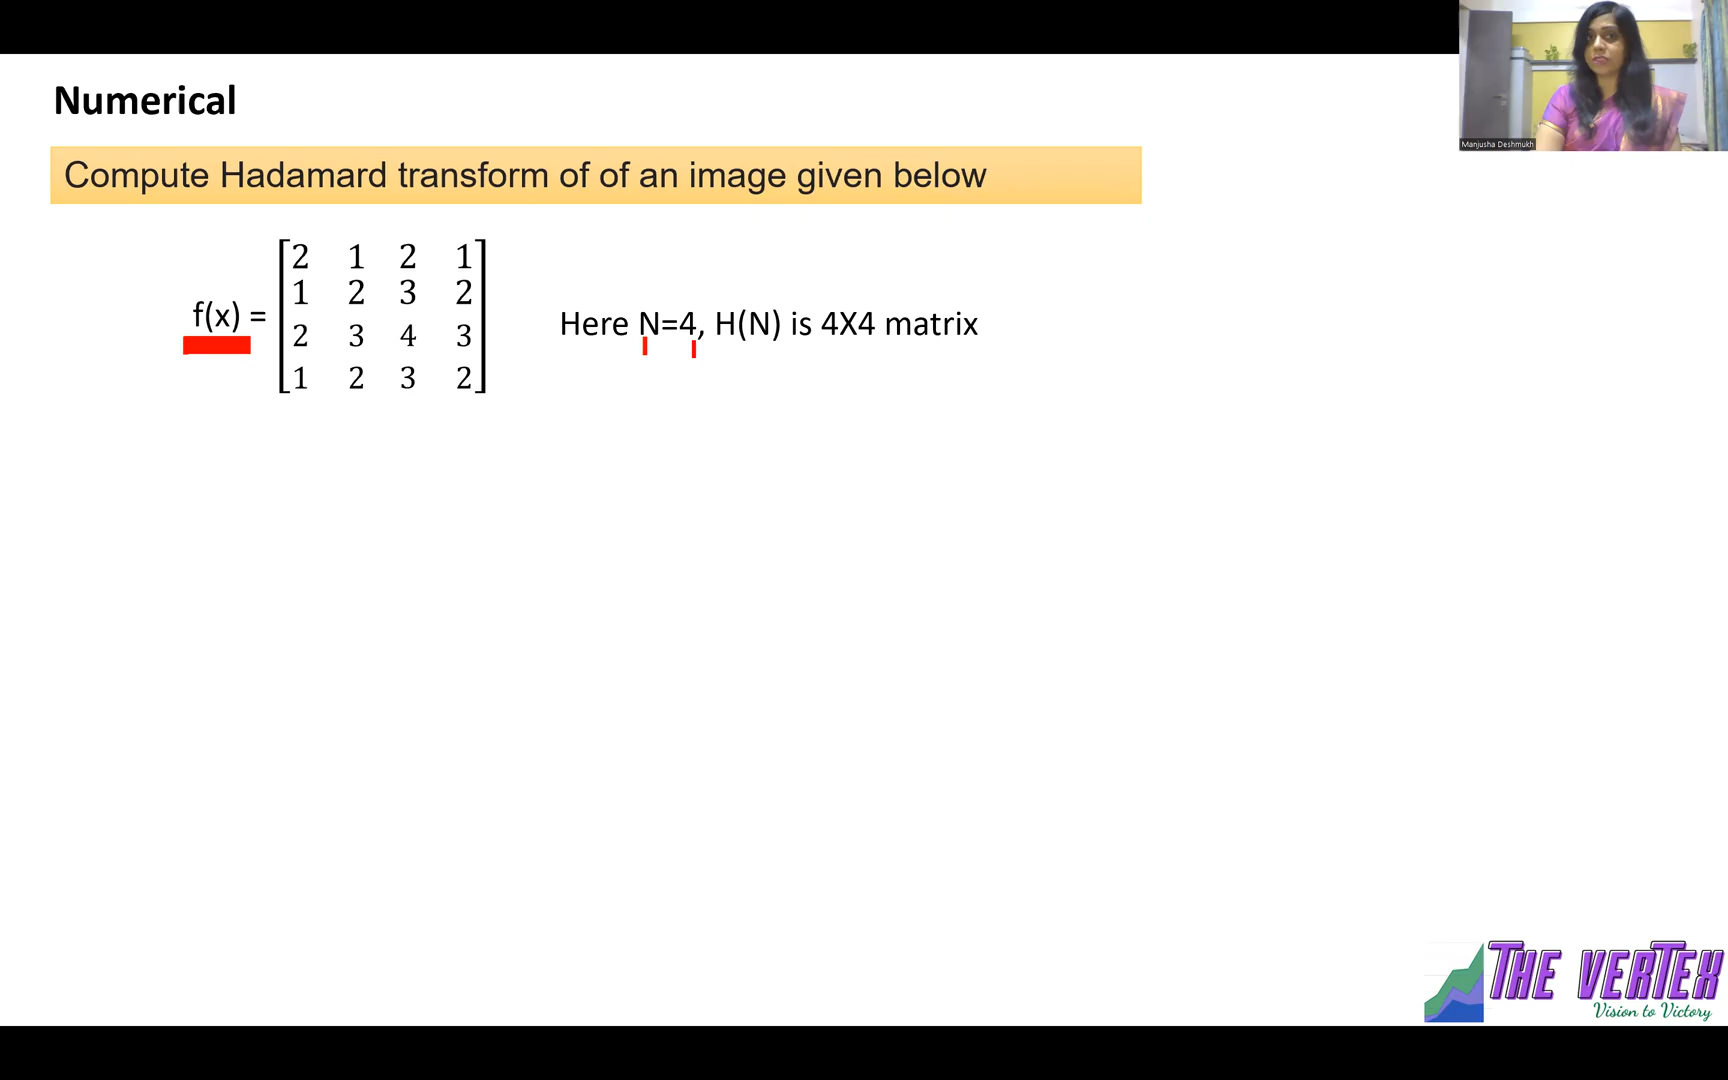 Manjusha Deshmukh
Numerical
Compute Hadamard transform of of an image given below
f(x) =
2 1 2 1
1 2 3 2
2 3 4 3
1 2 3 2
Here N=4, H(N) is 4X4 matrix
THE VERTEX
Vision to Victory